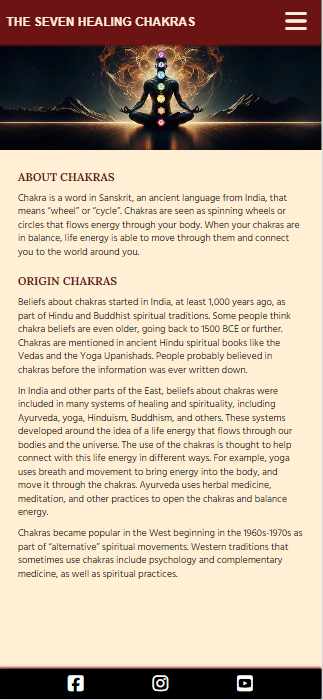 THE SEVEN HEALING CHAKRAS
ABOUT CHAKRAS
Chakra is a word in Sanskrit, an ancient language from India, that
means “wheel” or “cycle”. Chakras are seen as spinning wheels or
circles that flows energy through your body. When your chakras are
in balance, life energy is able to move through them and connect
you to the world around you.
ORIGIN CHAKRAS
Beliefs about chakras started in India, at least 1,000 years ago, as
part of Hindu and Buddhist spiritual traditions. Some people think
chakra beliefs are even older, going back to 1500 BCE or further.
Chakras are mentioned in ancient Hindu spiritual books like the
Vedas and the Yoga Upanishads. People probably believed in
chakras before the information was ever written down.
In India and other parts of the East, beliefs about chakras were
included in many systems of healing and spirituality, including
Ayurveda, yoga, Hinduism, Buddhism, and others. These systems
developed around the idea of a life energy that flows through our
bodies and the universe. The use of the chakras is thought to help
connect with this life energy in different ways. For example, yoga
uses breath and movement to bring energy into the body, and
move it through the chakras. Ayurveda uses herbal medicine,
meditation, and other practices to open the chakras and balance
energy.
Chakras became popular in the West beginning in the 1960s-1970s as
part of “alternative” spiritual movements. Western traditions that
sometimes use chakras include psychology and complementary
medicine, as well as spiritual practices.